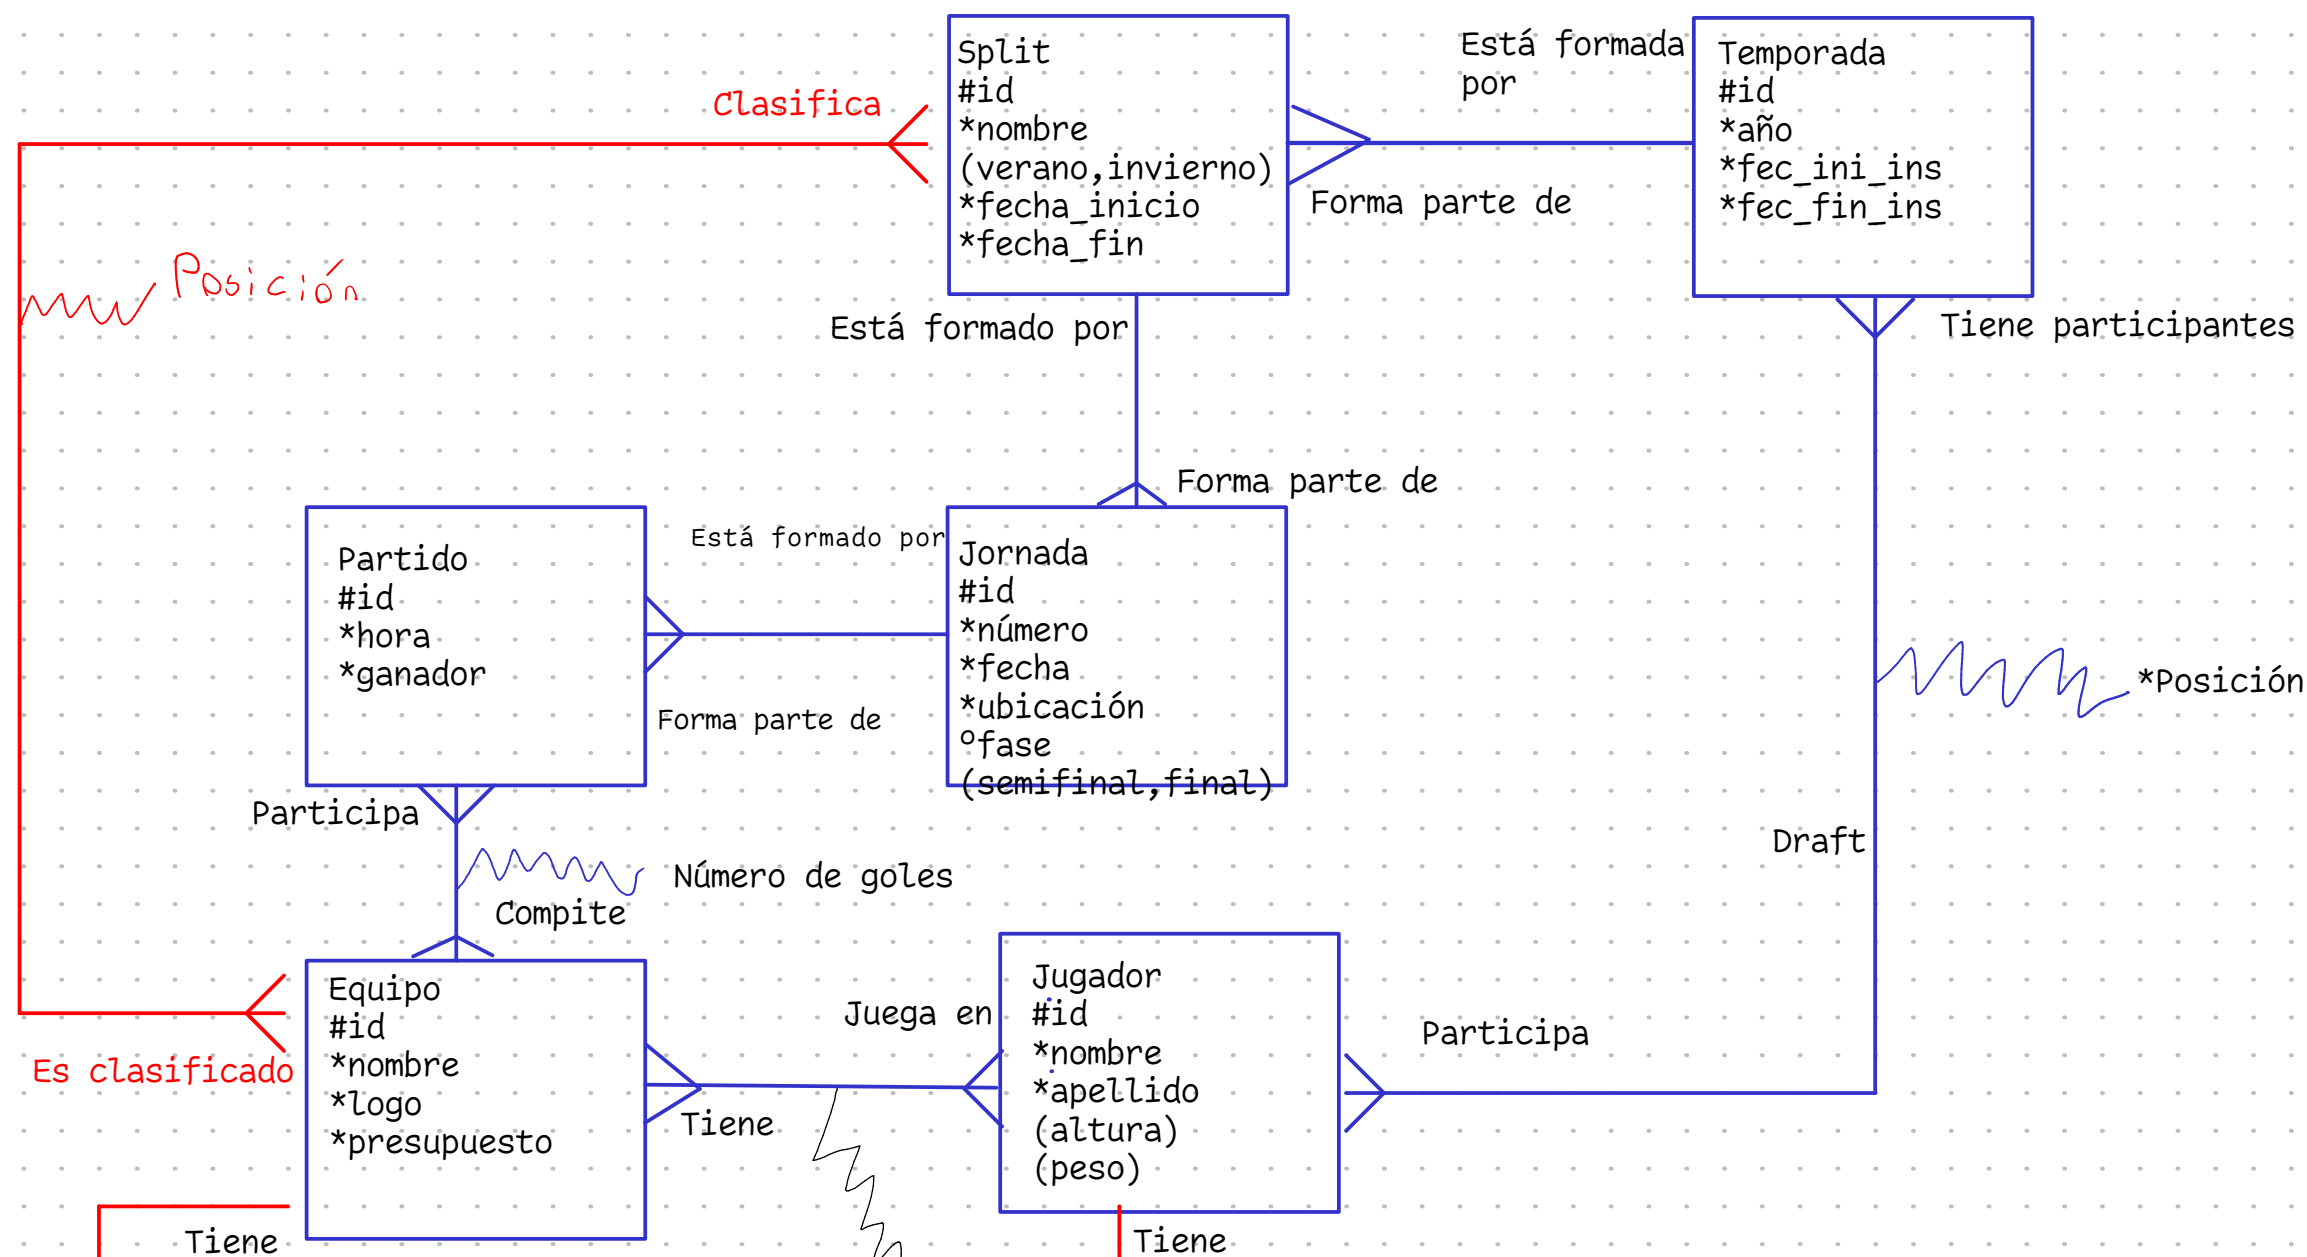 Split
#id
*nombre
(verano,invierno)
*fecha_inicio
*fecha_fin
Está formada
por
Forma parte de
Temporada
#id
*año
*fec_ini_ins
*fec_fin_ins
Clasifica
Posición
Está formado por
Tiene participantes
Forma parte de
Partido
#id
*hora
*ganador
Está formado por
Forma parte de
Jornada
#id
*número
*fecha
*ubicación
°fase
(semifinal,final)
*Posición
Participa
Número de goles
Compite
Draft
Equipo
#id
*nombre
*logo
*presupuesto
Es clasificado
Juega en
Tiene
Jugador
#id
*nombre
*apellido
(altura)
(peso)
Participa
Tiene
Tiene